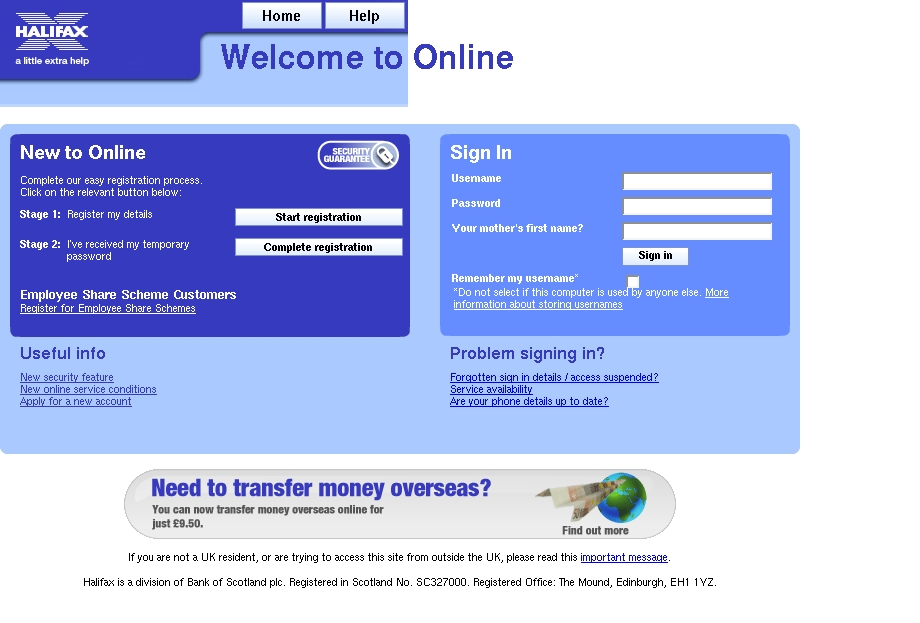 Home Help
HALIFAX
a little extra help
Welcome to Online
New to Online
SECURITY
GUARANTEE
Complete our easy registration process.
Click on the relevant button below:
Stage 1: Register my details
Start registration
Stage 2: I've received my temporary
password
Complete registration
Employee Share Scheme Customers
Register for Employee Share Schemes
Sign In
Username
Password
Your mother's first name?
Sign in
Remember my username*
*Do not select if this computer is used by anyone else. More
information about storing usernames
Useful info
New security feature
New online service conditions
Apply for a new account
Problem signing in?
Forgotten sign in details / access suspended?
Service availability
Are your phone details up to date?
Need to transfer money overseas?
You can now transfer money overseas online for
just £9.50.
Find out more
If you are not a UK resident, or are trying to access this site from outside the UK, please read this important message.
Halifax is a division of Bank of Scotland plc. Registered in Scotland No. SC327000. Registered Office: The Mound, Edinburgh, EH1 1YZ.